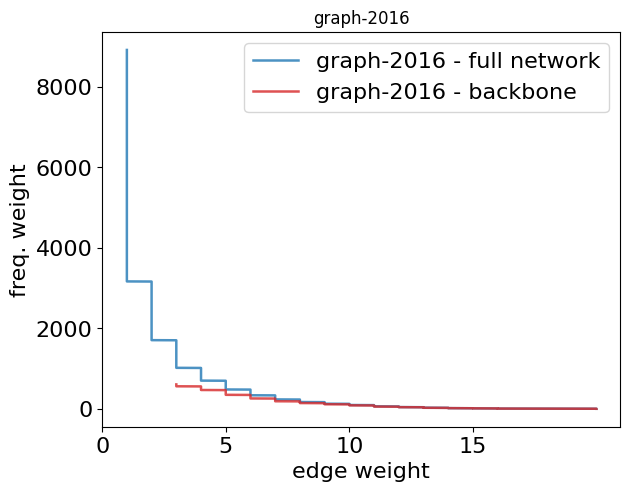 graph-2016
graph-2016 - full network
graph-2016 - backbone
freq. weight
8000
6000
4000
2000
0
0 5 10 15
edge weight